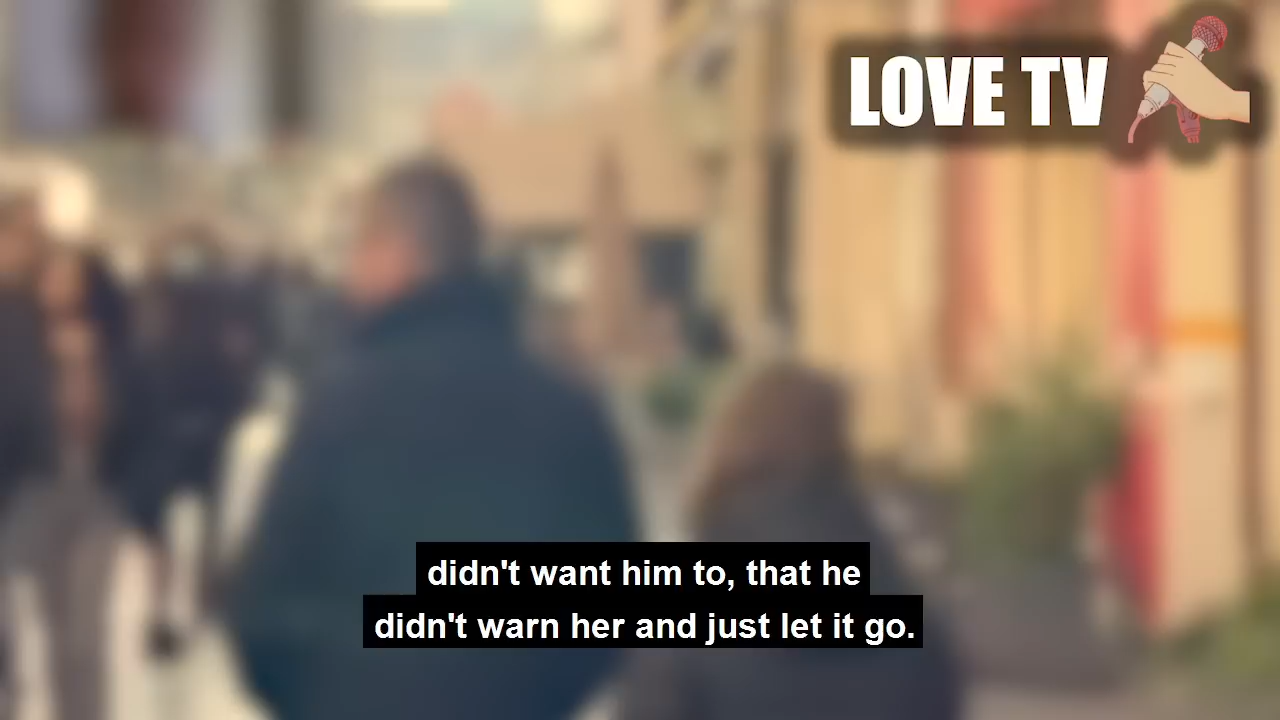 LOVE TV
didn't want him to, that he
didn't warn her and just let it go.